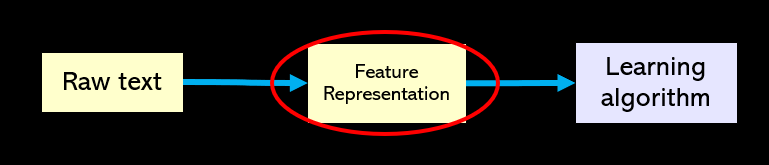 Raw text
Feature
Representation
Learning
algorithm